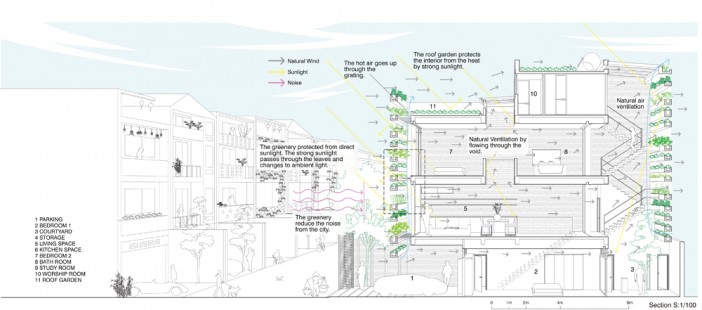 Natural Wind
Sunlight
Noise
The hot air goes up
through the
grating.
The roof garden protects
the interior from the heat
by strong sunlight.
10
11
Natural air
ventilation
The greenery protected from direct
sunlight. The strong sunlight
passes through the leaves and
changes to ambient light.
7
Natural Ventilation by
flowing through the
void.
8
5
The greenery
reduce the noise
from the city.
1 PARKING
2 BEDROOM 1
3 COURTYARD
4 STORAGE
5 LIVING SPACE
6 KITCHEN SPACE
7 BEDROOM 2
8 BATH ROOM
9 STUDY ROOM
10 WORSHIP ROOM
11 ROOF GARDEN
1
2
3
0 1m 2m 4m 8m
Section S:1/100